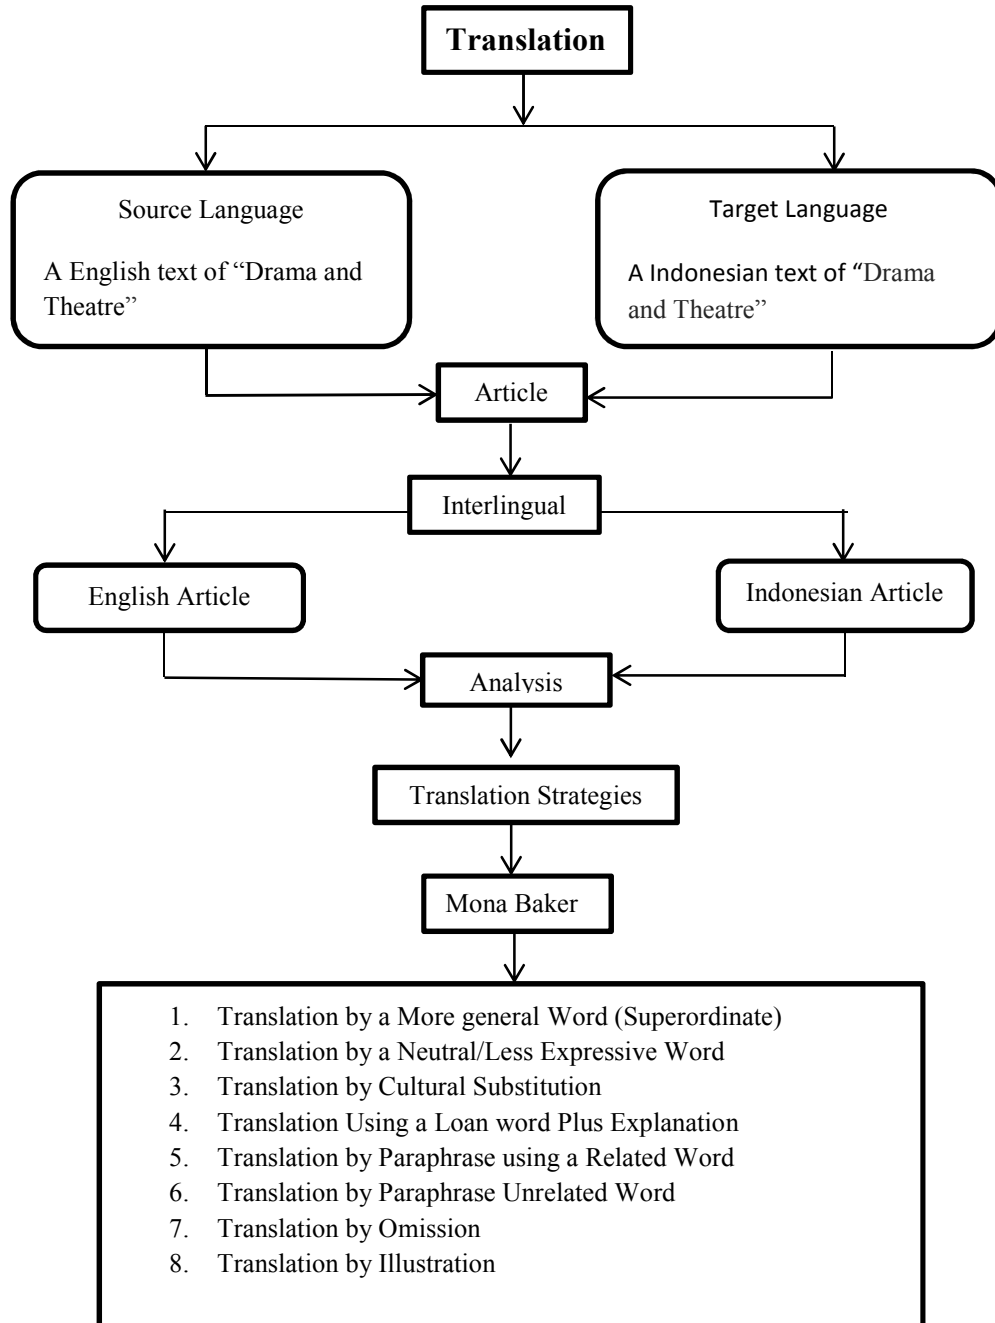 Translation
Source Language
A English text of “Drama and
Theatre”
Target Language
A Indonesian text of “Drama
and Theatre”
Article
Interlingual
English Article
Indonesian Article
Analysis
Translation Strategies
Mona Baker
1. Translation by a More general Word (Superordinate)
2. Translation by a Neutral/Less Expressive Word
3. Translation by Cultural Substitution
4. Translation Using a Loan word Plus Explanation
5. Translation by Paraphrase using a Related Word
6. Translation by Paraphrase Unrelated Word
7. Translation by Omission
8. Translation by Illustration